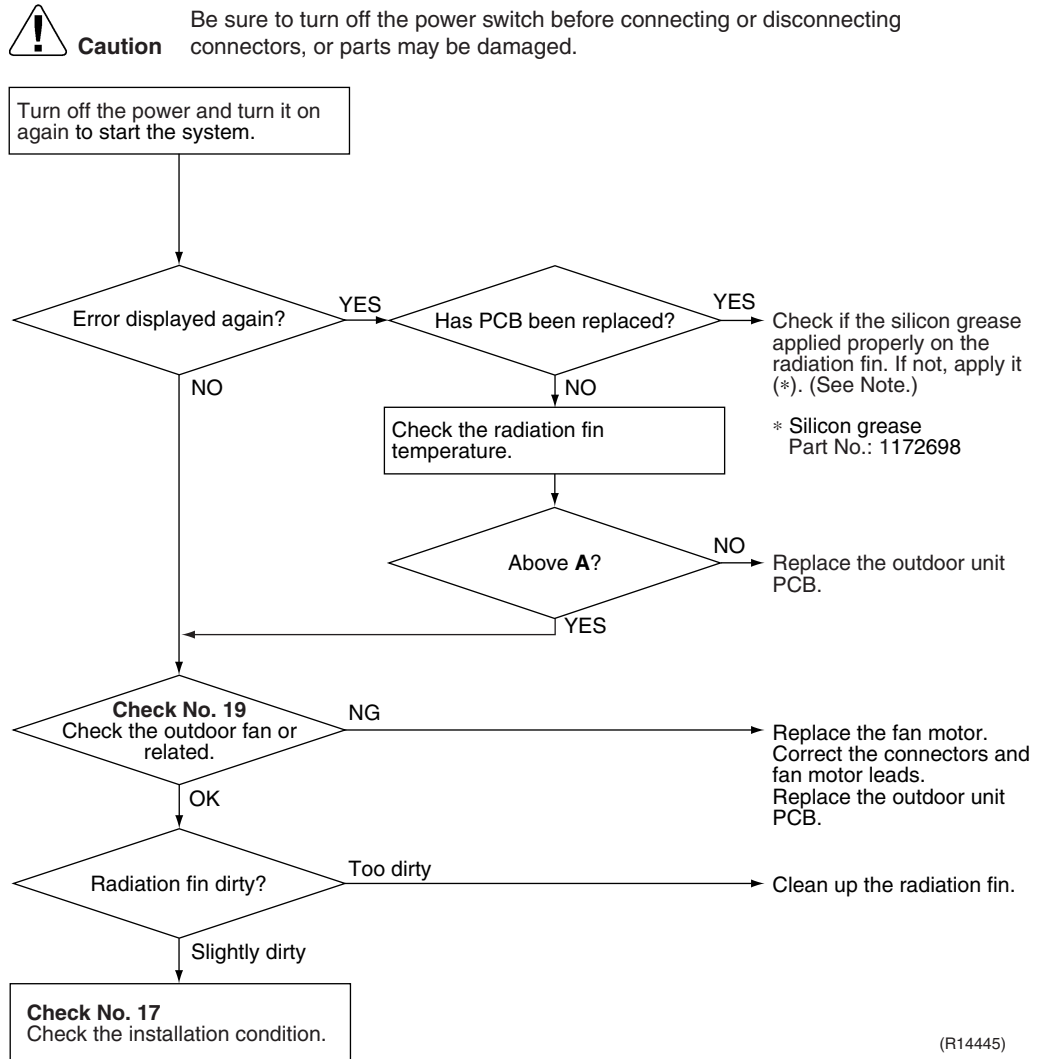 Be sure to turn off the power switch before connecting or disconnecting
Caution connectors, or parts may be damaged.
Turn off the power and turn it on
again to start the system.
Error displayed again?
YES
Has PCB been replaced?
YES
Check if the silicon grease
applied properly on the
radiation fin. If not, apply it
(*). (See Note.)
* Silicon grease
Part No.: 1172698
NO
NO
Check the radiation fin
temperature.
Above A?
NO
Replace the outdoor unit
PCB.
YES
Check No. 19
Check the outdoor fan or
related.
NG
Replace the fan motor.
Correct the connectors and
fan motor leads.
Replace the outdoor unit
PCB.
OK
Radiation fin dirty?
Too dirty
Clean up the radiation fin.
Slightly dirty
Check No. 17
Check the installation condition.
(R14445)